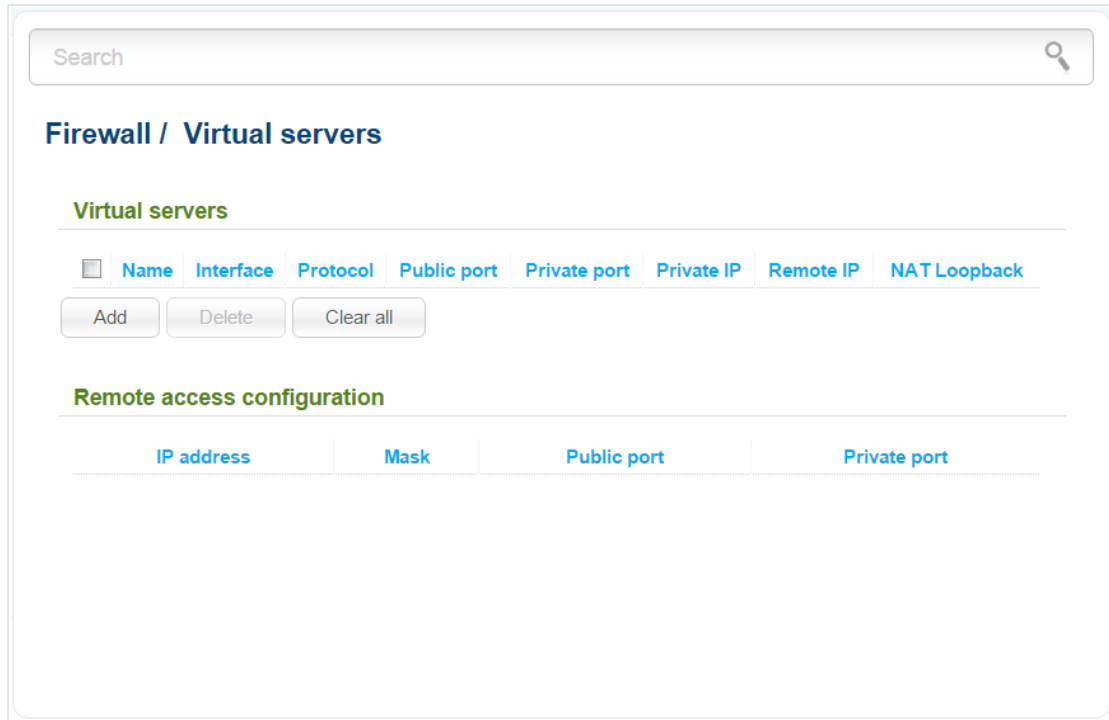 Search
Firewall / Virtual servers
Virtual servers
Name Interface Protocol Public port Private port Private IP Remote IP NAT Loopback
Add Delete Clear all
Remote access configuration
IP address Mask Public port Private port